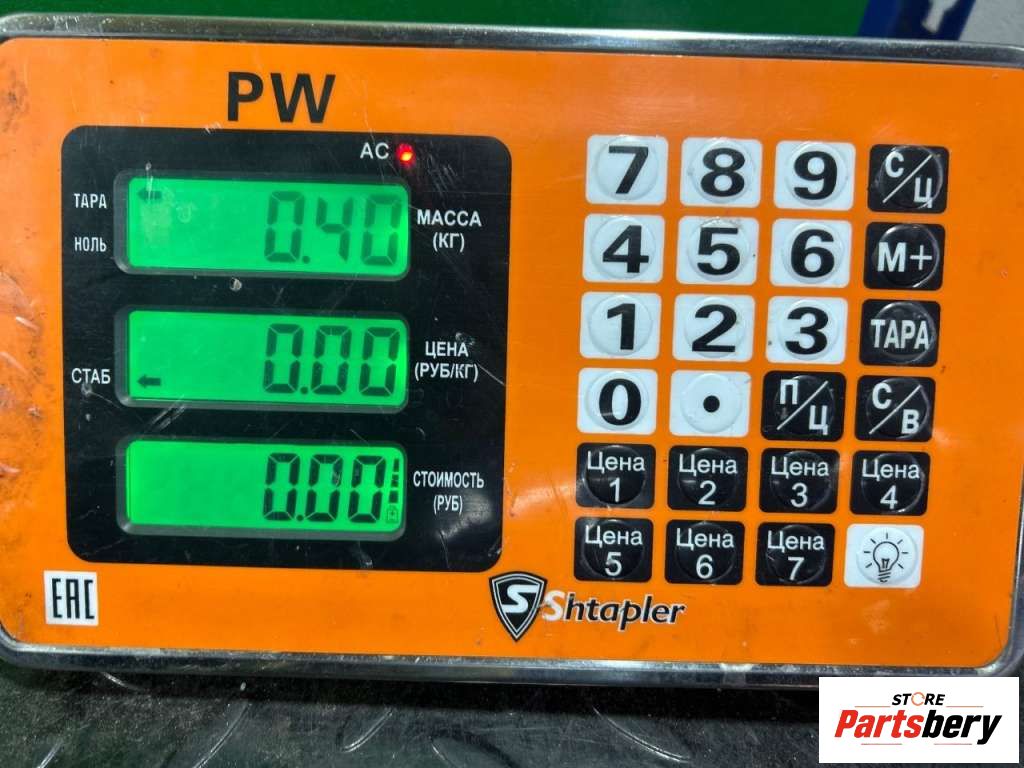 PW
AC
ТАРА
НОЛЬ
0.40
МАССА
(КГ)
СТАБ
0.00
ЦЕНА
(РУБ/КГ)
0.00
СТОИМОСТЬ
(РУБ)
7 8 9 С/Ц
4 5 6 М+
1 2 3 ТАРА
0 . П/Ц С/В
Цена 1 Цена 2 Цена 3 Цена 4
Цена 5 Цена 6 Цена 7
EAC
S Shtapler
STORE
Partsbery